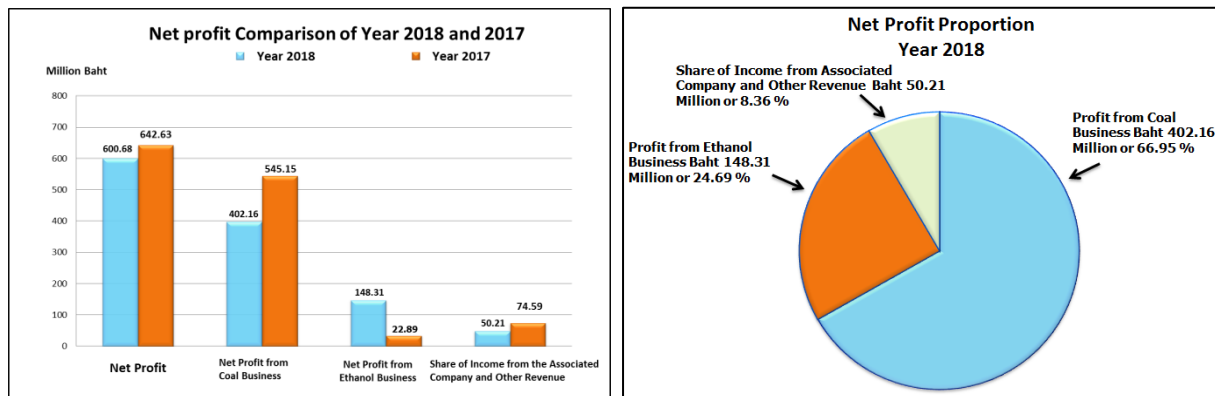 Net profit Comparison of Year 2018 and 2017
Year 2018 Year 2017
Million Baht
800
700
600
500
400
300
200
100
0
600.68
642.63
402.16
545.15
148.31
22.89
50.21
74.59
Net Profit
Net Profit from
Coal Business
Net Profit from
Ethanol Business
Share of Income from the Associated
Company and Other Revenue
Net Profit Proportion
Year 2018
Share of Income from Associated
Company and Other Revenue Baht 50.21
Million or 8.36 %
Profit from Coal
Business Baht 402.16
Million or 66.95 %
Profit from Ethanol
Business Baht 148.31
Million or 24.69 %